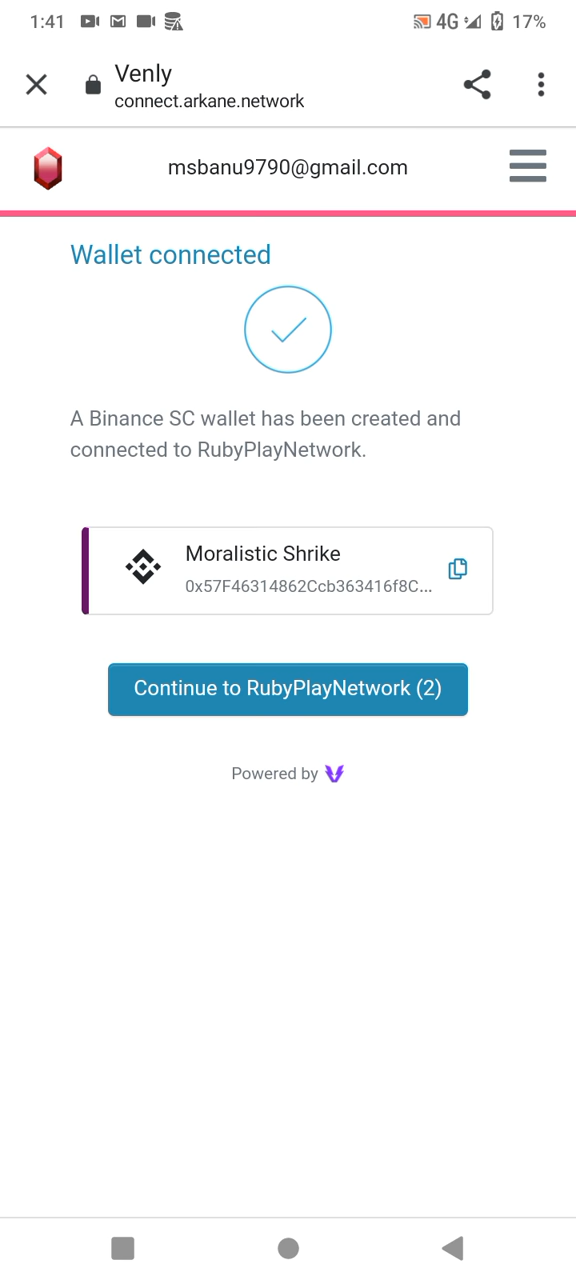 1:41 4G 17%
Venly
connect.arkane.network
msbanu9790@gmail.com
Wallet connected
A Binance SC wallet has been created and
connected to RubyPlayNetwork.
Moralistic Shrike
0x57F46314862Ccb363416f8C...
Continue to RubyPlayNetwork (2)
Powered by